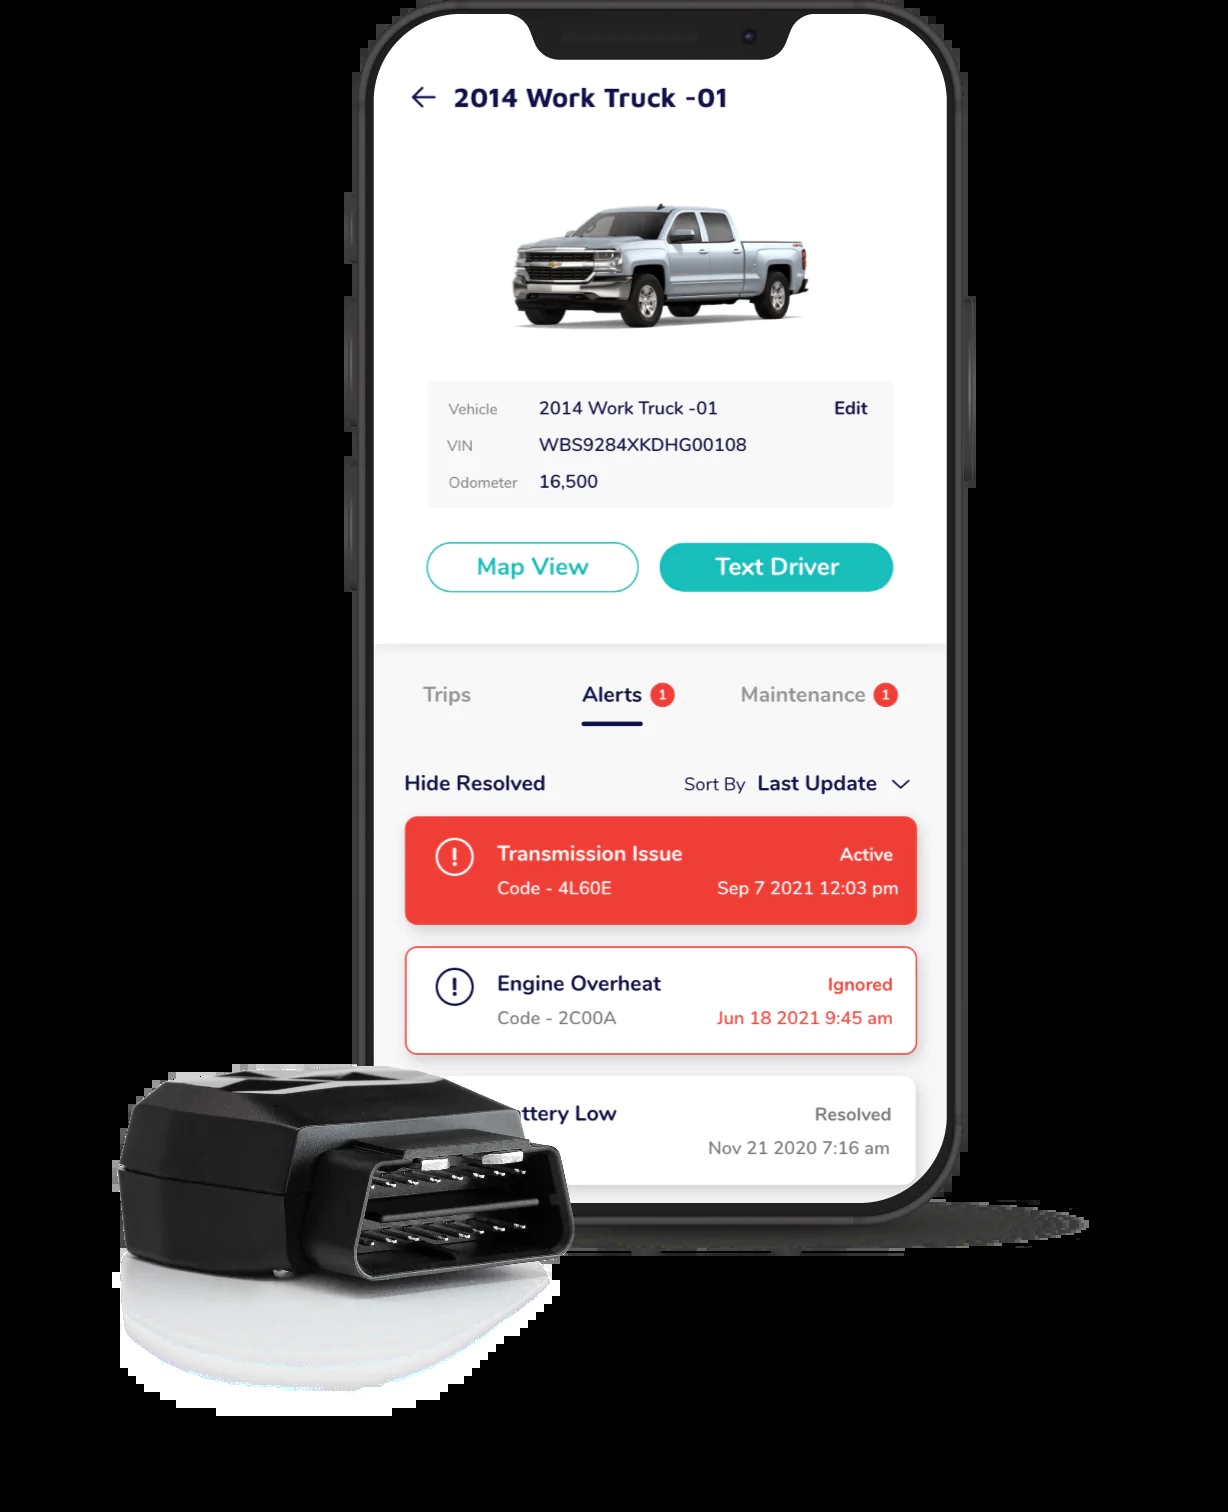 2014 Work Truck -01
Vehicle 2014 Work Truck -01 Edit
VIN WBS9284XKDHG00108
Odometer 16,500
Map View Text Driver
Trips Alerts 1 Maintenance 1
Hide Resolved Sort By Last Update
! Transmission Issue Active
Code - 4L60E Sep 7 2021 12:03 pm
! Engine Overheat Ignored
Code - 2C00A Jun 18 2021 9:45 am
ttery Low Resolved
Nov 21 2020 7:16 am